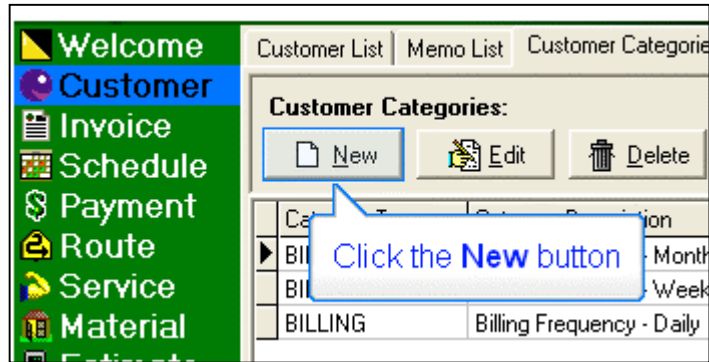 Welcome
Customer
Invoice
Schedule
Payment
Route
Service
Material
Customer List Memo List Customer Categorie
Customer Categories:
New Edit Delete
Click the New button
BILLING Billing Frequency - Daily
- Month
- Week